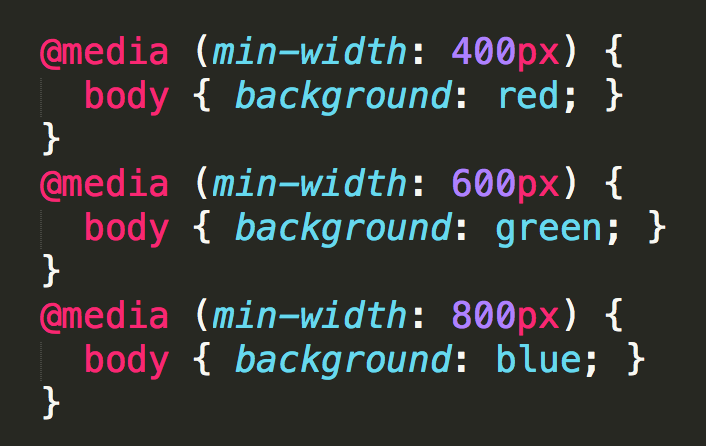 @media (min-width: 400px) {
  body { background: red; }
}
@media (min-width: 600px) {
  body { background: green; }
}
@media (min-width: 800px) {
  body { background: blue; }
}